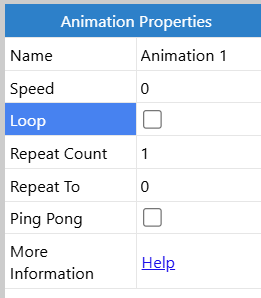 Animation Properties
Name Animation 1
Speed 0
Loop
Repeat Count 1
Repeat To 0
Ping Pong
More
Information Help